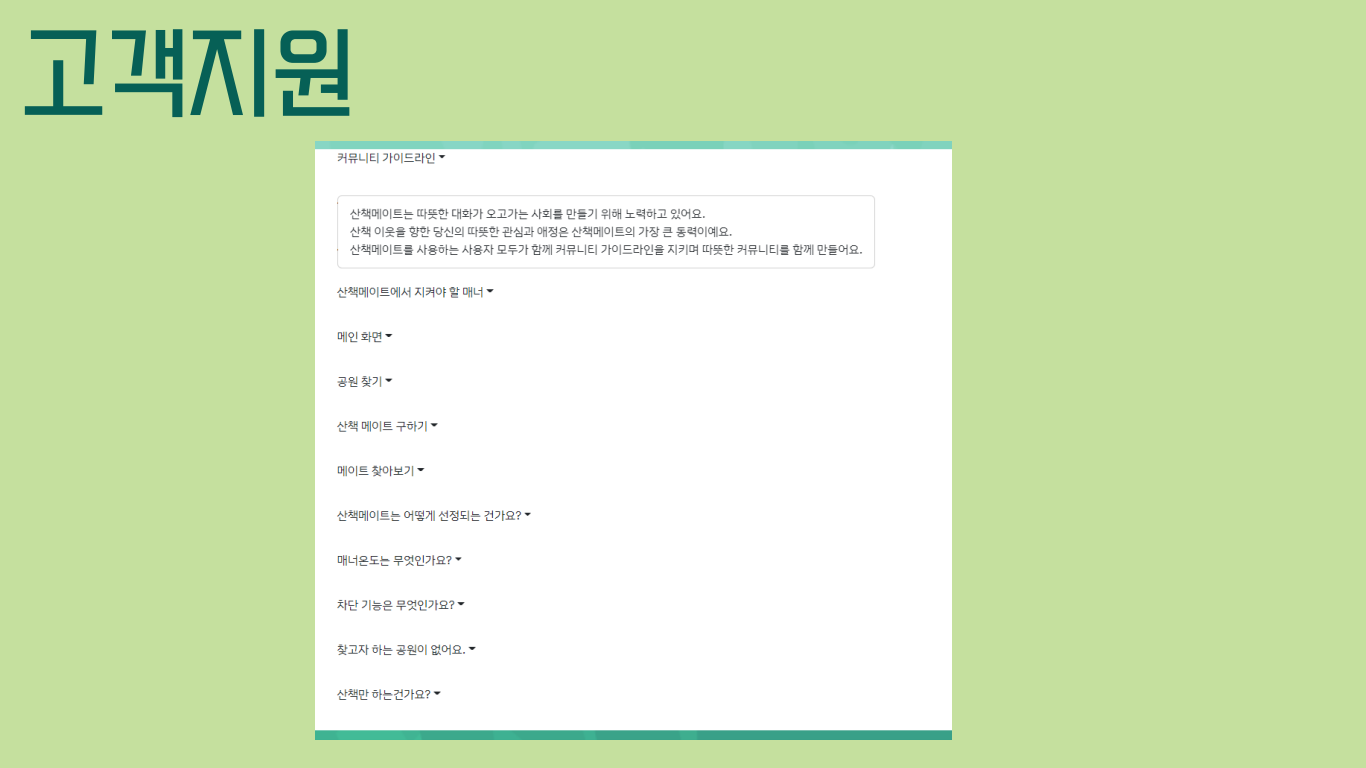 고객지원
커뮤니티 가이드라인
산책메이트는 따뜻한 대화가 오고가는 사회를 만들기 위해 노력하고 있어요.
산책 이웃을 향한 당신의 따뜻한 관심과 애정은 산책메이트의 가장 큰 동력이예요.
산책메이트를 사용하는 사용자 모두가 함께 커뮤니티 가이드라인을 지키며 따뜻한 커뮤니티를 함께 만들어요.
산책메이트에서 지켜야 할 매너
메인 화면
공원 찾기
산책 메이트 구하기
메이트 찾아보기
산책메이트는 어떻게 선정되는 건가요?
매너온도는 무엇인가요?
차단 기능은 무엇인가요?
찾고자 하는 공원이 없어요.
산책만 하는건가요?